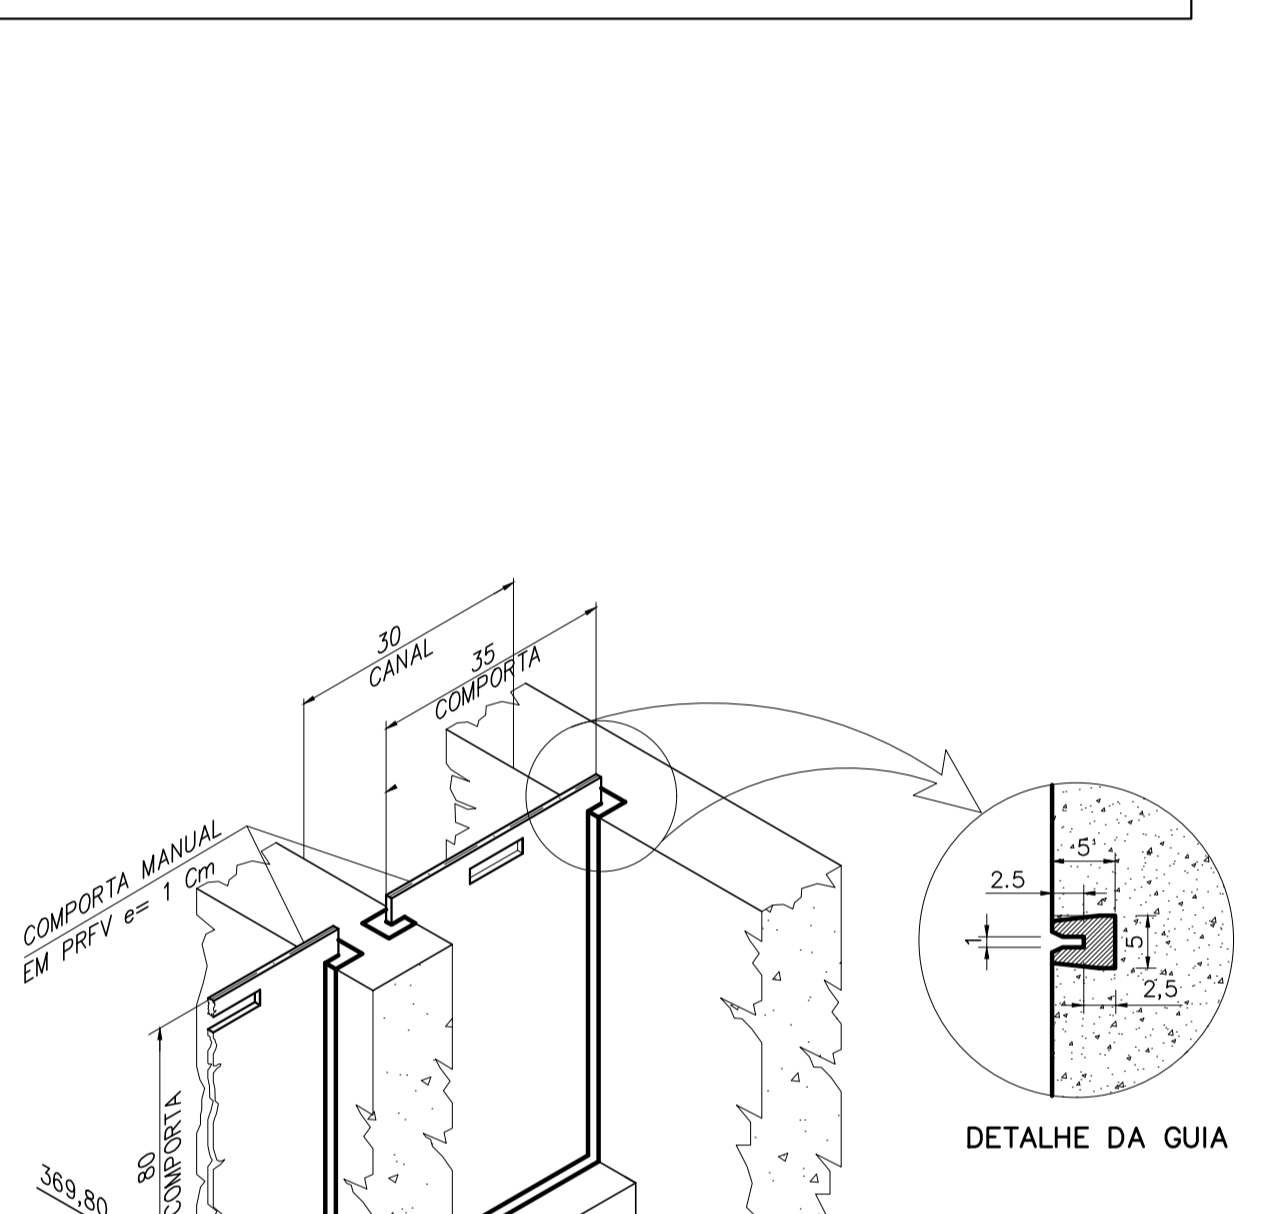 30
CANAL
35
COMPORTA
COMPORTA MANUAL
EM PRFV e= 1 Cm
5
2.5
1
5
2,5
DETALHE DA GUIA
80
COMPORTA
369,80